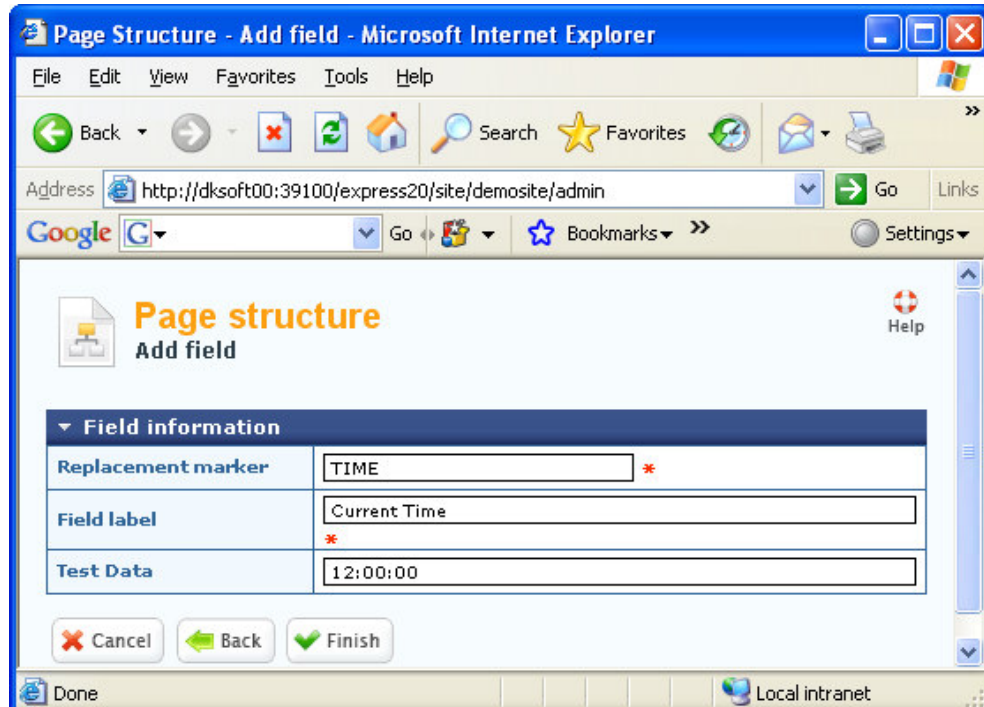 Page Structure - Add field - Microsoft Internet Explorer
File Edit View Favorites Tools Help
Back Search Favorites »
Address http://dksoft00:39100/express20/site/demosite/admin Go Links
Google G Go Bookmarks » Settings
Page structure
Add field
Help
Field information
Replacement marker TIME *
Field label Current Time
*
Test Data 12:00:00
Cancel Back Finish
Done Local intranet